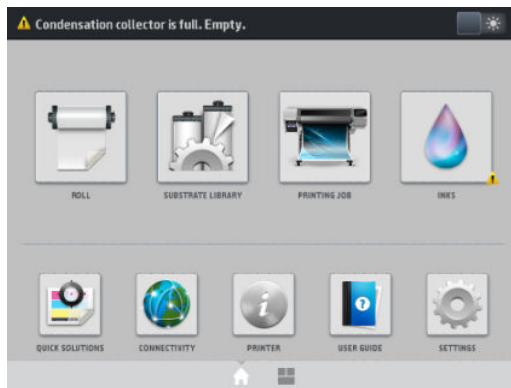 Condensation collector is full. Empty.
ROLL
SUBSTRATE LIBRARY
PRINTING JOB
INKS
QUICK SOLUTIONS
CONNECTIVITY
PRINTER
USER GUIDE
SETTINGS